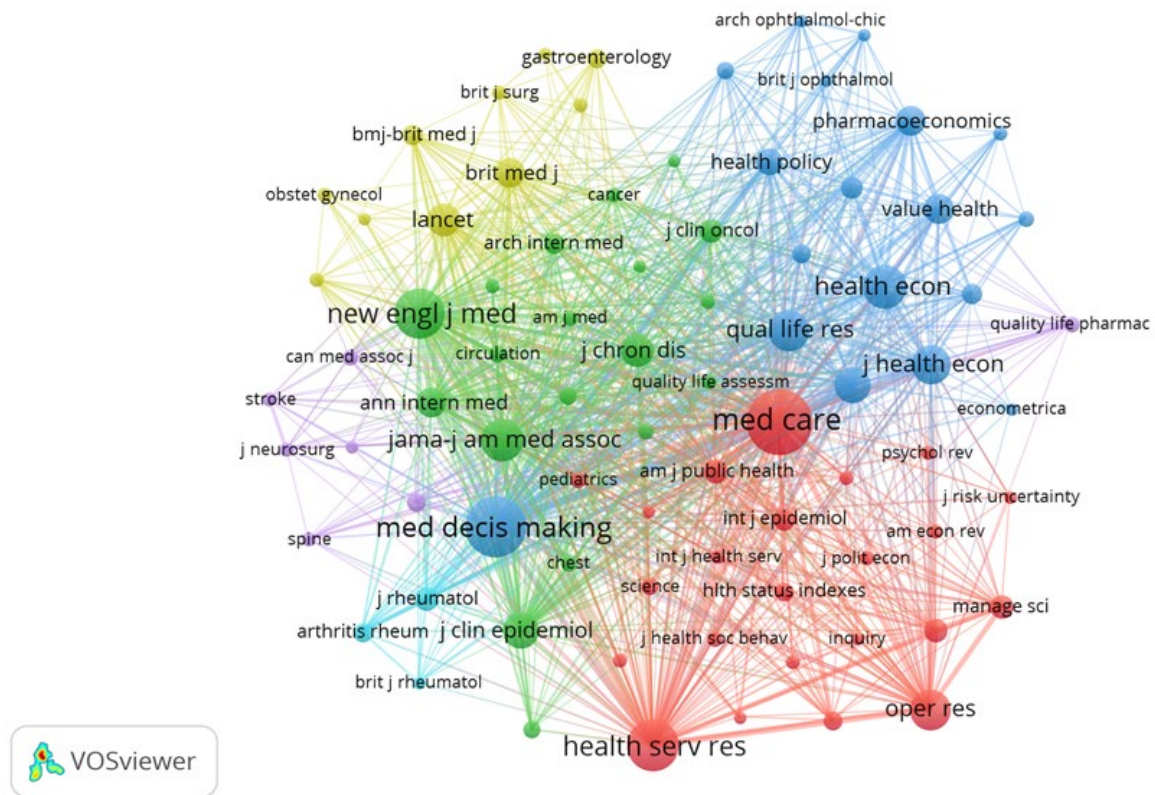 arch ophthalmol-chic
gastroenterology
brit j ophthalmol
brit j surg
pharmacoeconomics
bmj-brit med j
health policy
brit med j
obstet gynecol
cancer
value health
lancet
j clin oncol
arch intern med
health econ
new engl j med
am j med
qual life res
quality life pharmac
can med assoc j
circulation
j chron dis
j health econ
quality life assessm
stroke
ann intern med
econometrica
med care
jama-j am med assoc
j neurosurg
psychol rev
pediatrics
am j public health
j risk uncertainty
med decis making
int j epidemiol
spine
am econ rev
chest
int j health serv
j polit econ
science
hlth status indexes
j rheumatol
manage sci
arthritis rheum
j clin epidemiol
j health soc behav
inquiry
brit j rheumatol
oper res
health serv res
VOSviewer